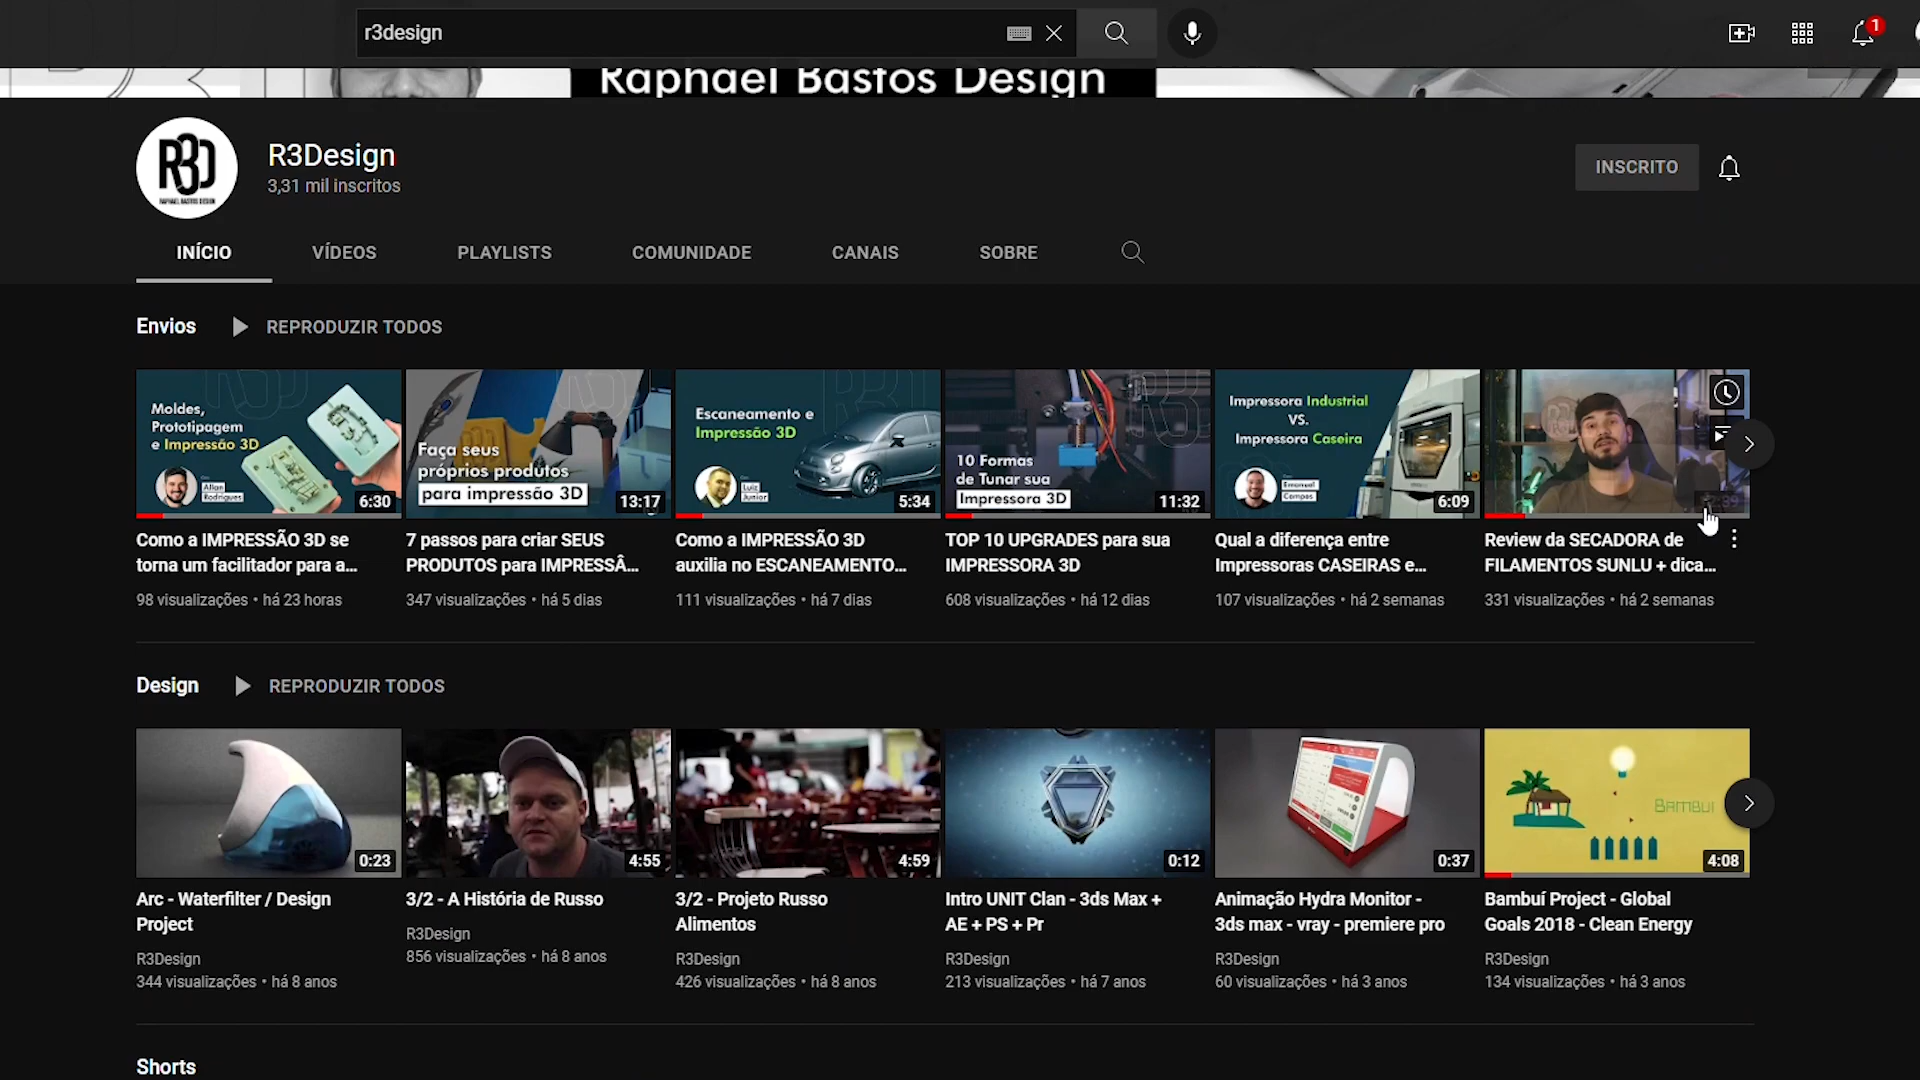 r3design
1
Raphael Bastos Design
R3D
RAPHAEL BASTOS DESIGN
R3Design
3,31 mil inscritos
INSCRITO
INÍCIO
VÍDEOS
PLAYLISTS
COMUNIDADE
CANAIS
SOBRE
Envios
REPRODUZIR TODOS
Moldes,
Prototipagem
e Impressão 3D
Allan
Rodrigues
6:30
Faça seus
próprios produtos
para impressão 3D
13:17
Escaneamento e
Impressão 3D
Luiz
Junior
5:34
10 Formas
de Tunar sua
Impressora 3D
11:32
Impressora Industrial
VS.
Impressora Caseira
Emanuel
Campos
6:09
Como a IMPRESSÃO 3D se
torna um facilitador para a...
98 visualizações • há 23 horas
7 passos para criar SEUS
PRODUTOS para IMPRESSÃ...
347 visualizações • há 5 dias
Como a IMPRESSÃO 3D
auxilia no ESCANEAMENTO...
111 visualizações • há 7 dias
TOP 10 UPGRADES para sua
IMPRESSORA 3D
608 visualizações • há 12 dias
Qual a diferença entre
Impressoras CASEIRAS e...
107 visualizações • há 2 semanas
Review da SECADORA de
FILAMENTOS SUNLU + dica...
331 visualizações • há 2 semanas
Design
REPRODUZIR TODOS
0:23
4:55
4:59
0:12
0:37
BAMBUI
4:08
Arc - Waterfilter / Design
Project
R3Design
344 visualizações • há 8 anos
3/2 - A História de Russo
R3Design
856 visualizações • há 8 anos
3/2 - Projeto Russo
Alimentos
R3Design
426 visualizações • há 8 anos
Intro UNIT Clan - 3ds Max +
AE + PS + Pr
R3Design
213 visualizações • há 7 anos
Animação Hydra Monitor -
3ds max - vray - premiere pro
R3Design
60 visualizações • há 3 anos
Bambuí Project - Global
Goals 2018 - Clean Energy
R3Design
134 visualizações • há 3 anos
Shorts